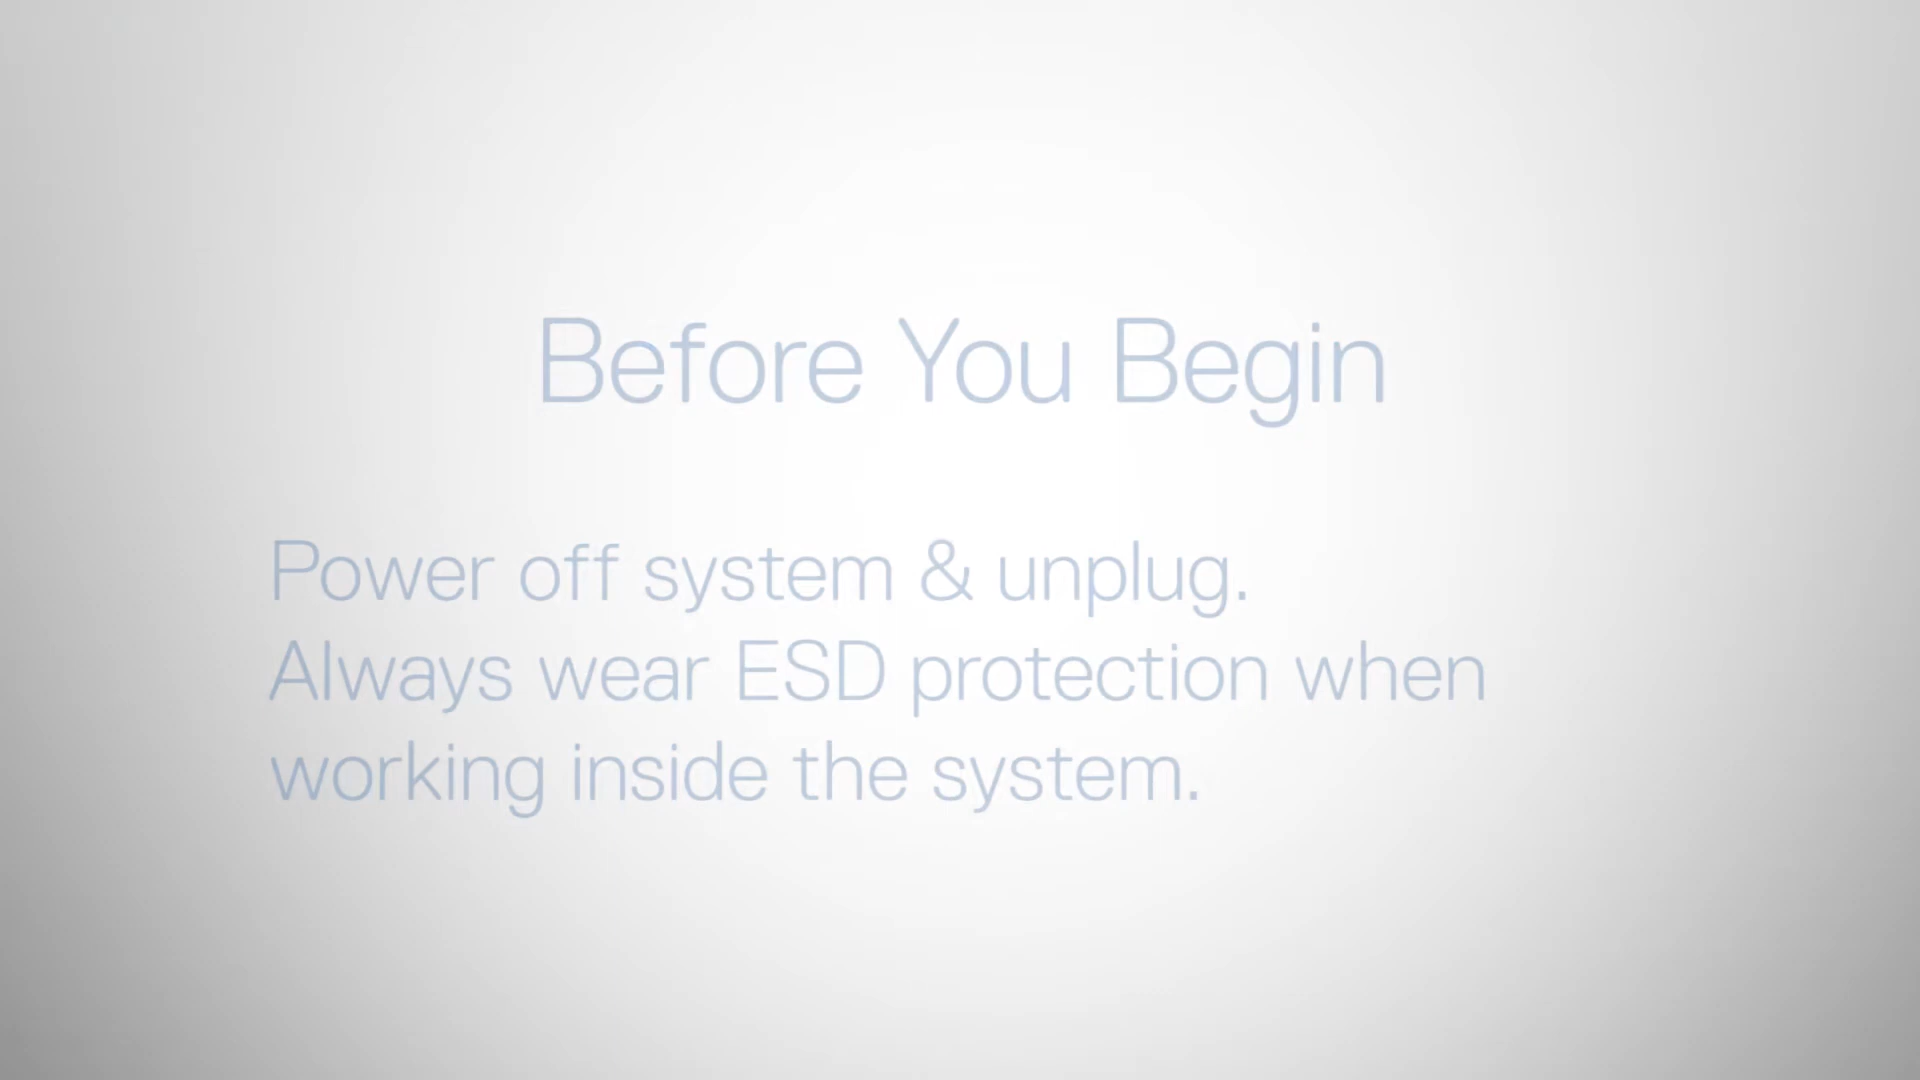 Before You Begin
Power off system & unplug.
Always wear ESD protection when
working inside the system.